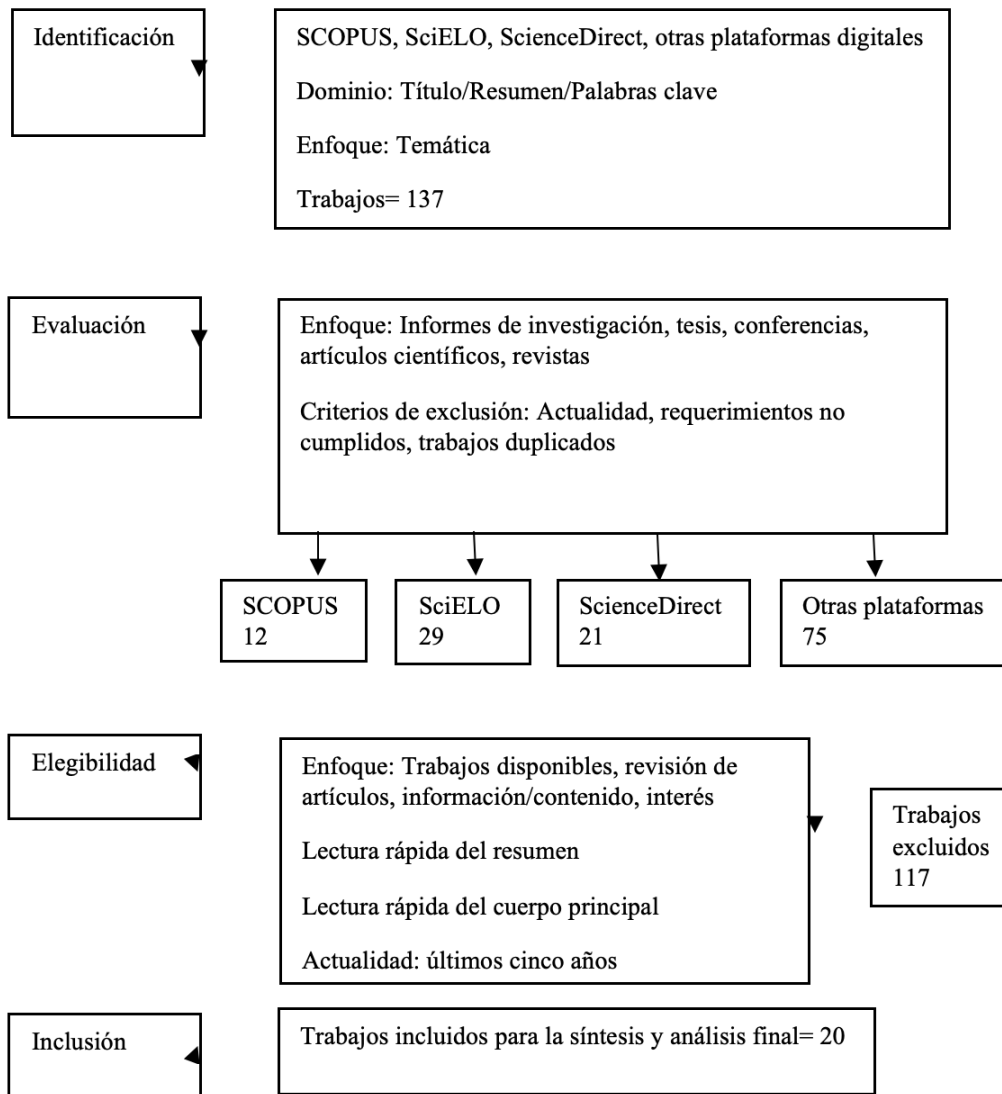 Identificación
SCOPUS, SciELO, ScienceDirect, otras plataformas digitales
Dominio: Título/Resumen/Palabras clave
Enfoque: Temática
Trabajos= 137
Evaluación
Enfoque: Informes de investigación, tesis, conferencias,
artículos científicos, revistas
Criterios de exclusión: Actualidad, requerimientos no
cumplidos, trabajos duplicados
SCOPUS
12
SciELO
29
ScienceDirect
21
Otras plataformas
75
Elegibilidad
Enfoque: Trabajos disponibles, revisión de
artículos, información/contenido, interés
Lectura rápida del resumen
Lectura rápida del cuerpo principal
Actualidad: últimos cinco años
Trabajos
excluidos
117
Inclusión
Trabajos incluidos para la síntesis y análisis final= 20